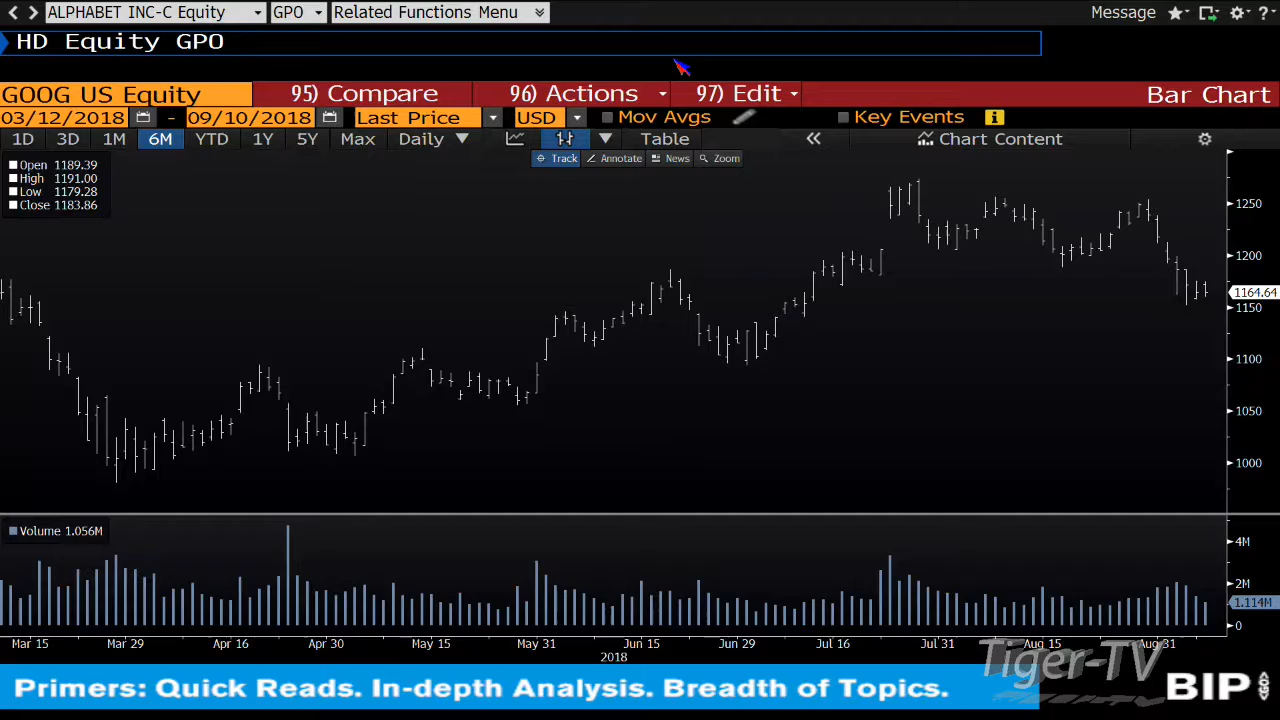 ALPHABET INC-C Equity GPO Related Functions Menu Message ?
HD Equity GPO
GOOG US Equity 95) Compare 96) Actions 97) Edit Bar Chart
03/12/2018 - 09/10/2018 Last Price USD Mov Avgs Key Events i
1D 3D 1M 6M YTD 1Y 5Y Max Daily Table « Chart Content
Track Annotate News Zoom
Open 1189.39
High 1191.00
Low 1179.28
Close 1183.86
1250
1200
1164.64
1150
1100
1050
1000
Volume 1.056M
4M
2M
1.114M
0
Mar 15 Mar 29 Apr 16 Apr 30 May 15 May 31 Jun 15 Jun 29 Jul 16 Jul 31 Aug 15 Aug 31
2018
Tiger-TV
Primers: Quick Reads. In-depth Analysis. Breadth of Topics.
BIP